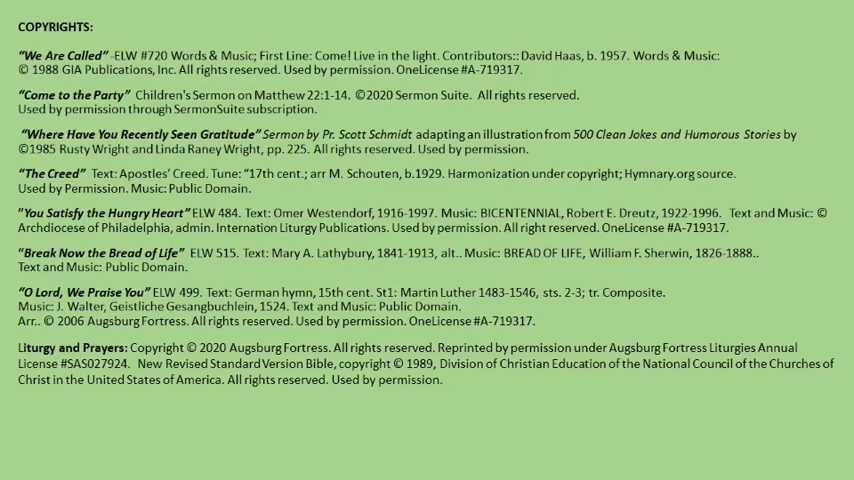 COPYRIGHTS:
“We Are Called” -ELW #720 Words & Music; First Line: Come! Live in the light. Contributors:: David Haas, b. 1957. Words & Music:
© 1988 GIA Publications, Inc. All rights reserved. Used by permission. OneLicense #A-719317.
“Come to the Party” Children's Sermon on Matthew 22:1-14. ©2020 Sermon Suite. All rights reserved.
Used by permission through SermonSuite subscription.
“Where Have You Recently Seen Gratitude” Sermon by Pr. Scott Schmidt adapting an illustration from 500 Clean Jokes and Humorous Stories by
©1985 Rusty Wright and Linda Raney Wright, pp. 225. All rights reserved. Used by permission.
“The Creed” Text: Apostles’ Creed. Tune: “17th cent.; arr M. Schouten, b.1929. Harmonization under copyright; Hymnary.org source.
Used by Permission. Music: Public Domain.
"You Satisfy the Hungry Heart” ELW 484. Text: Omer Westendorf, 1916-1997. Music: BICENTENNIAL, Robert E. Dreutz, 1922-1996. Text and Music: ©
Archdiocese of Philadelphia, admin. Internation Liturgy Publications. Used by permission. All right reserved. OneLicense #A-719317.
“Break Now the Bread of Life” ELW 515. Text: Mary A. Lathybury, 1841-1913, alt.. Music: BREAD OF LIFE, William F. Sherwin, 1826-1888..
Text and Music: Public Domain.
“O Lord, We Praise You” ELW 499. Text: German hymn, 15th cent. St1: Martin Luther 1483-1546, sts. 2-3; tr. Composite.
Music: J. Walter, Geistliche Gesangbuchlein, 1524. Text and Music: Public Domain.
Arr.. © 2006 Augsburg Fortress. All rights reserved. Used by permission. OneLicense #A-719317.
Liturgy and Prayers: Copyright © 2020 Augsburg Fortress. All rights reserved. Reprinted by permission under Augsburg Fortress Liturgies Annual
License #SAS027924. New Revised Standard Version Bible, copyright © 1989, Division of Christian Education of the National Council of the Churches of
Christ in the United States of America. All rights reserved. Used by permission.